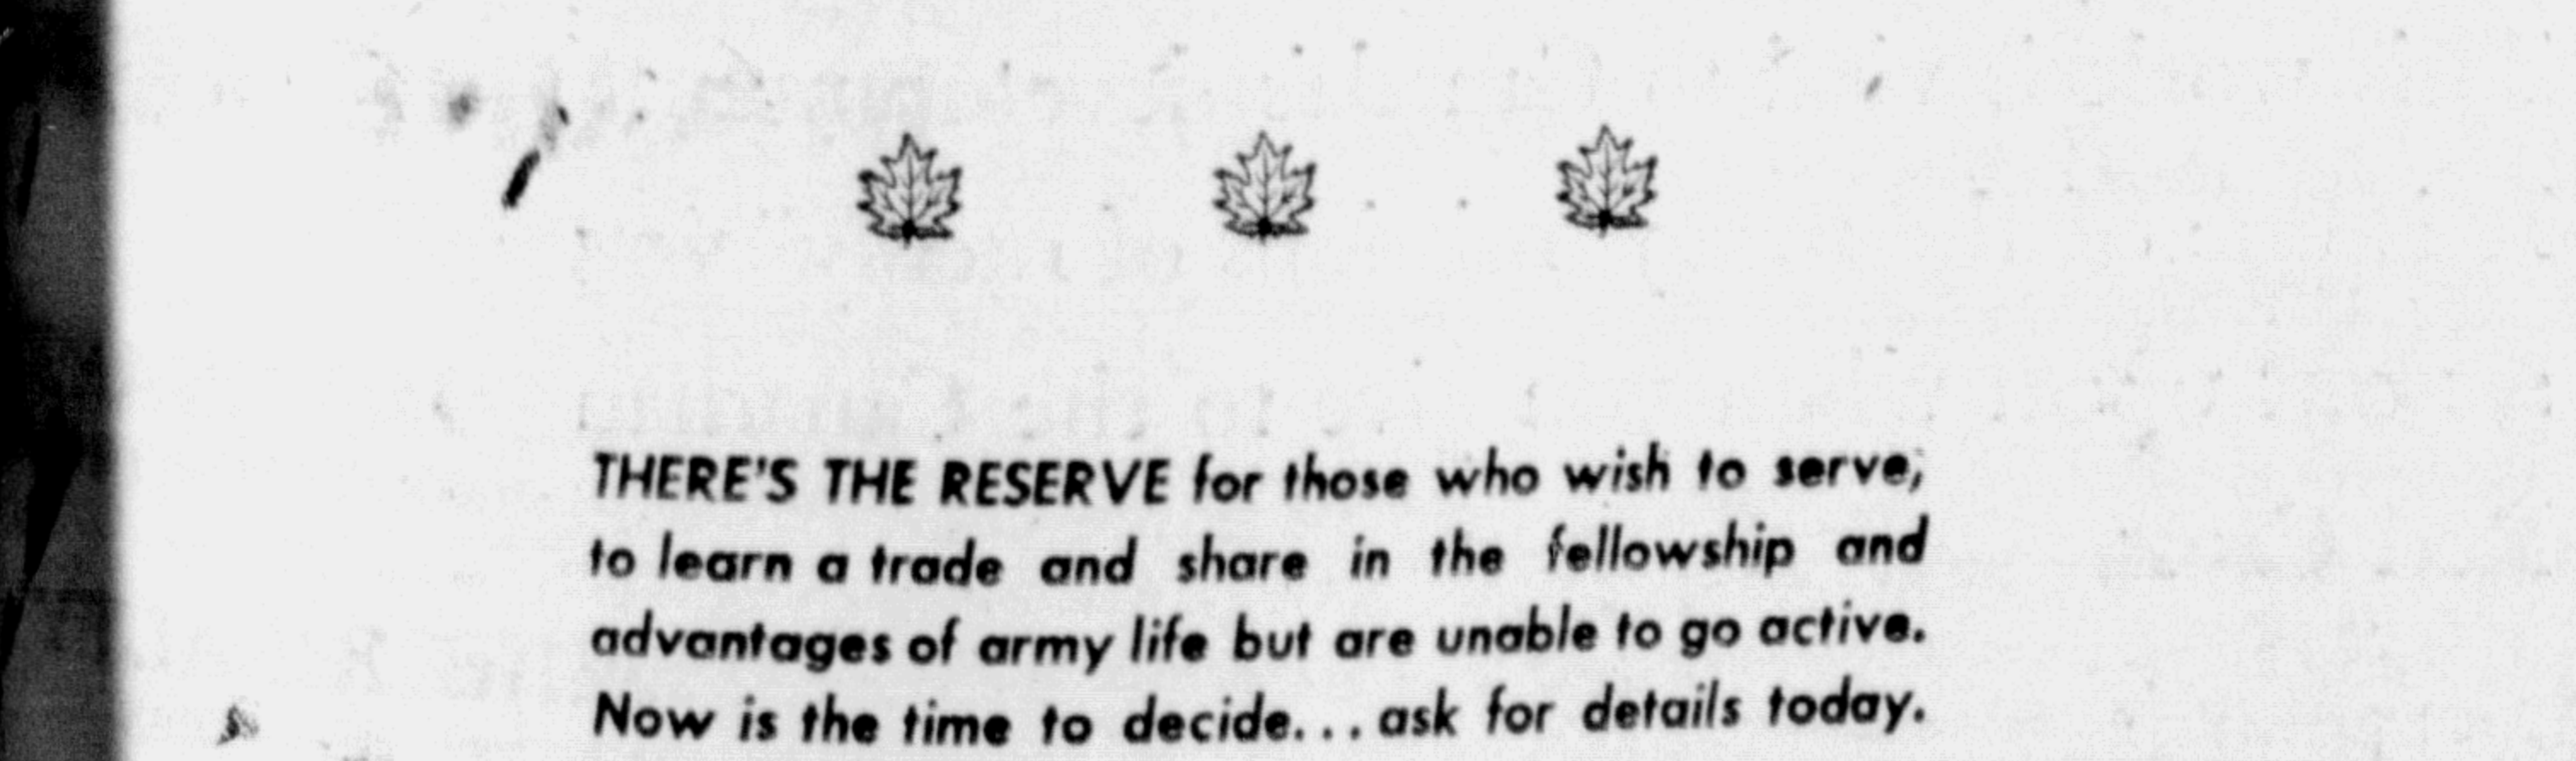 THERE'S THE RESERVE for those who wish to serve,
to learn a trade and share in the fellowship and
advantages of army life but are unable to go active.
Now is the time to decide... ask for details today.